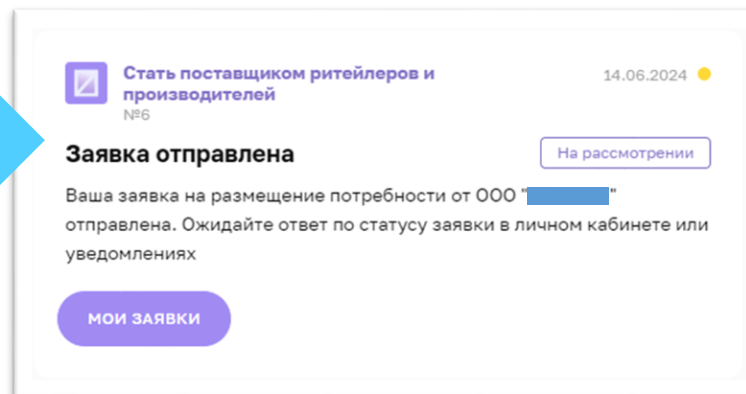 Стать поставщиком ритейлеров и
14.06.2024
производителей
№6
Заявка отправлена
На рассмотрении
Ваша заявка на размещение потребности от ООО " "
отправлена. Ожидайте ответ по статусу заявки в личном кабинете или
уведомлениях
МОИ ЗАЯВКИ